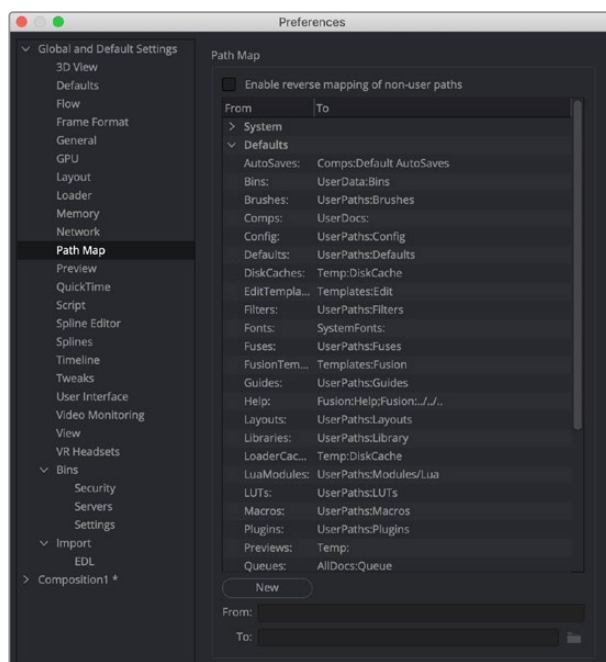 Preferences
Global and Default Settings
3D View
Defaults
Flow
Frame Format
General
GPU
Layout
Loader
Memory
Network
Path Map
Preview
QuickTime
Script
Spline Editor
Splines
Timeline
Tweaks
User Interface
Video Monitoring
View
VR Headsets
Bins
Security
Servers
Settings
Import
EDL
Composition1 *
Path Map
Enable reverse mapping of non-user paths
From To
System
Defaults
AutoSaves: Comps:Default AutoSaves
Bins: UserData:Bins
Brushes: UserPaths:Brushes
Comps: UserDocs:
Config: UserPaths:Config
Defaults: UserPaths:Defaults
DiskCaches: Temp:DiskCache
EditTempla... Templates:Edit
Filters: UserPaths:Filters
Fonts: SystemFonts:
Fuses: UserPaths:Fuses
FusionTem... Templates:Fusion
Guides: UserPaths:Guides
Help: Fusion:Help;Fusion:../../..
Layouts: UserPaths:Layouts
Libraries: UserPaths:Library
LoaderCac... Temp:DiskCache
LuaModules: UserPaths:Modules/Lua
LUTs: UserPaths:LUTs
Macros: UserPaths:Macros
Plugins: UserPaths:Plugins
Previews: Temp:
Queues: AllDocs:Queue
New
From:
To: